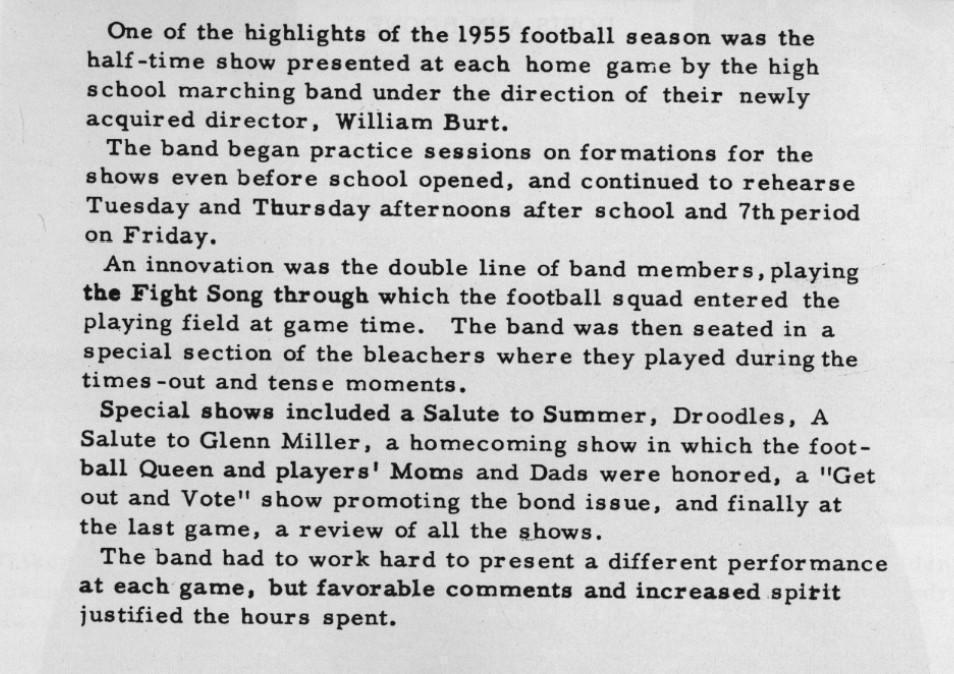 One of the highlights of the 1955 football season was the
half-time show presented at each home game by the high
school marching band under the direction of their newly
acquired director, William Burt.
The band began practice sessions on formations for the
shows even before school opened, and continued to rehearse
Tuesday and Thursday afternoons after school and 7th period
on Friday.
An innovation was the double line of band members, playing
the Fight Song through which the football squad entered the
playing field at game time. The band was then seated in a
special section of the bleachers where they played during the
times-out and tense moments.
Special shows included a Salute to Summer, Droodles, A
Salute to Glenn Miller, a homecoming show in which the foot-
ball Queen and players' Moms and Dads were honored, a "Get
out and Vote" show promoting the bond issue, and finally at
the last game, a review of all the shows.
The band had to work hard to present a different performance
at each game, but favorable comments and increased spirit
justified the hours spent.